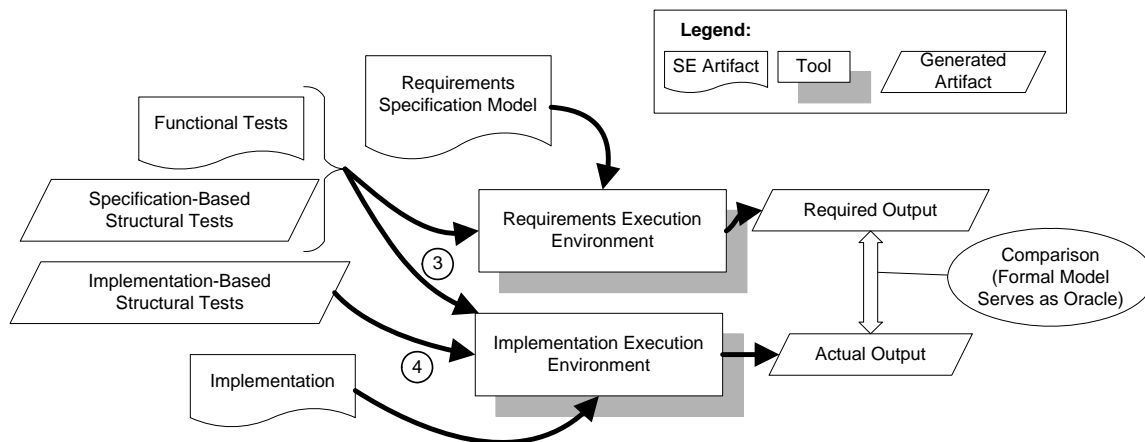 Legend:
SE Artifact
Tool
Generated
Artifact
Requirements
Specification Model
Functional Tests
Specification-Based
Structural Tests
Requirements Execution
Environment
Required Output
3
Implementation-Based
Structural Tests
Comparison
(Formal Model
Serves as Oracle)
Implementation Execution
Environment
Actual Output
4
Implementation